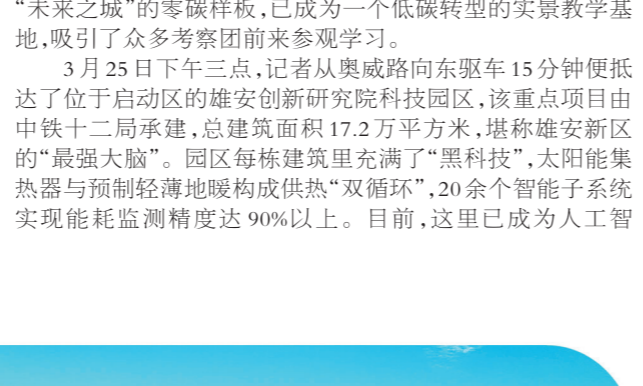 “未来之城”的零碳样板,已成为一个低碳转型的实景教学基
地,吸引了众多考察团前来参观学习。
3月25日下午三点,记者从奥威路向东驱车15分钟便抵
达了位于启动区的雄安创新研究院科技园区,该重点项目由
中铁十二局承建,总建筑面积17.2万平方米,堪称雄安新区
的“最强大脑”。园区每栋建筑里充满了“黑科技”,太阳能集
热器与预制轻薄地暖构成供热“双循环”,20余个智能子系统
实现能耗监测精度达90%以上。目前,这里已成为人工智